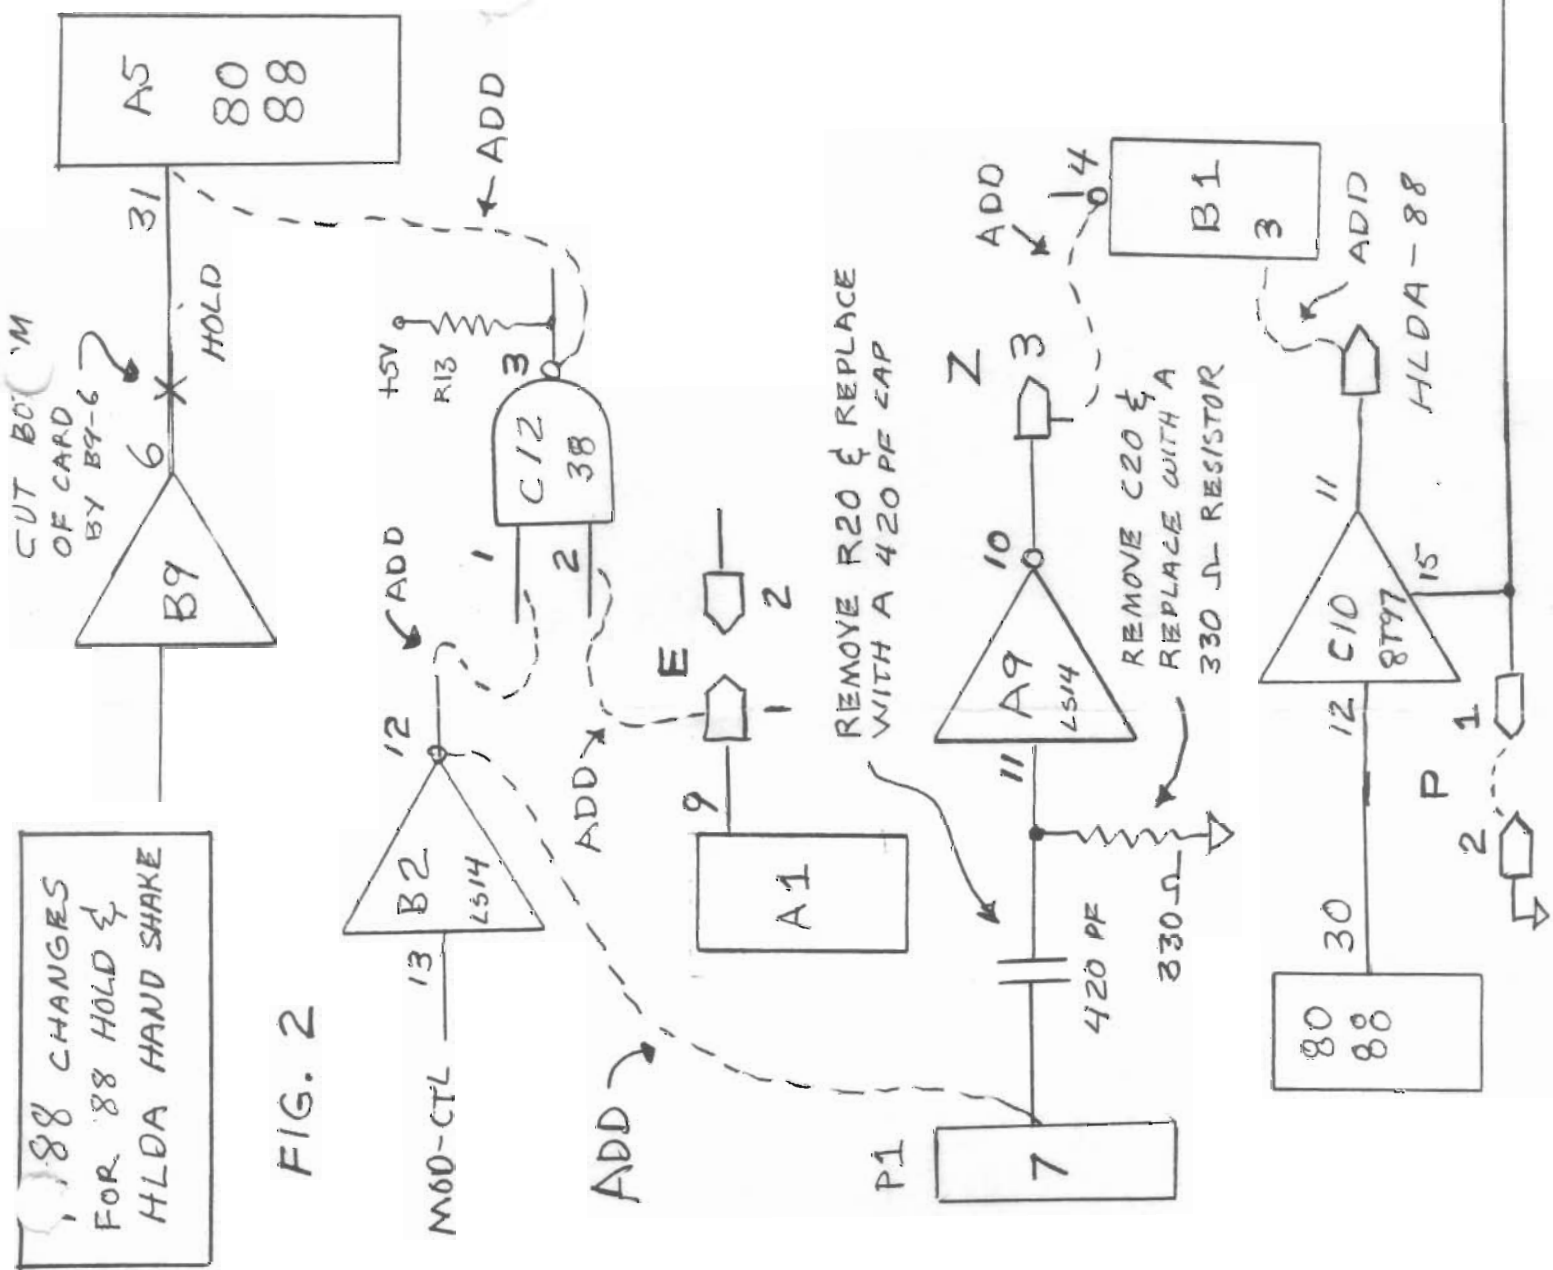 88 CHANGES
FOR 88 HOLD &
HLDA HAND SHAKE
FIG. 2
CUT
OF CARD
BY B9-6
B9
6
HOLD
31
A5
80
88
ADD
MOD-CTL
13
B2
LS14
12
ADD
+5V
R13
1
2
C12
38
3
ADD
ADD
A1
9
E
1
2
P1
7
REMOVE R20 & REPLACE
WITH A 420 PF CAP
420 PF
330Ω
11
A9
LS14
10
Z
3
ADD
14
B1
3
REMOVE C20 &
REPLACE WITH A
330 Ω RESISTOR
80
88
30
12
C10
8T97
11
15
ADD
HLDA-88
P
2
1